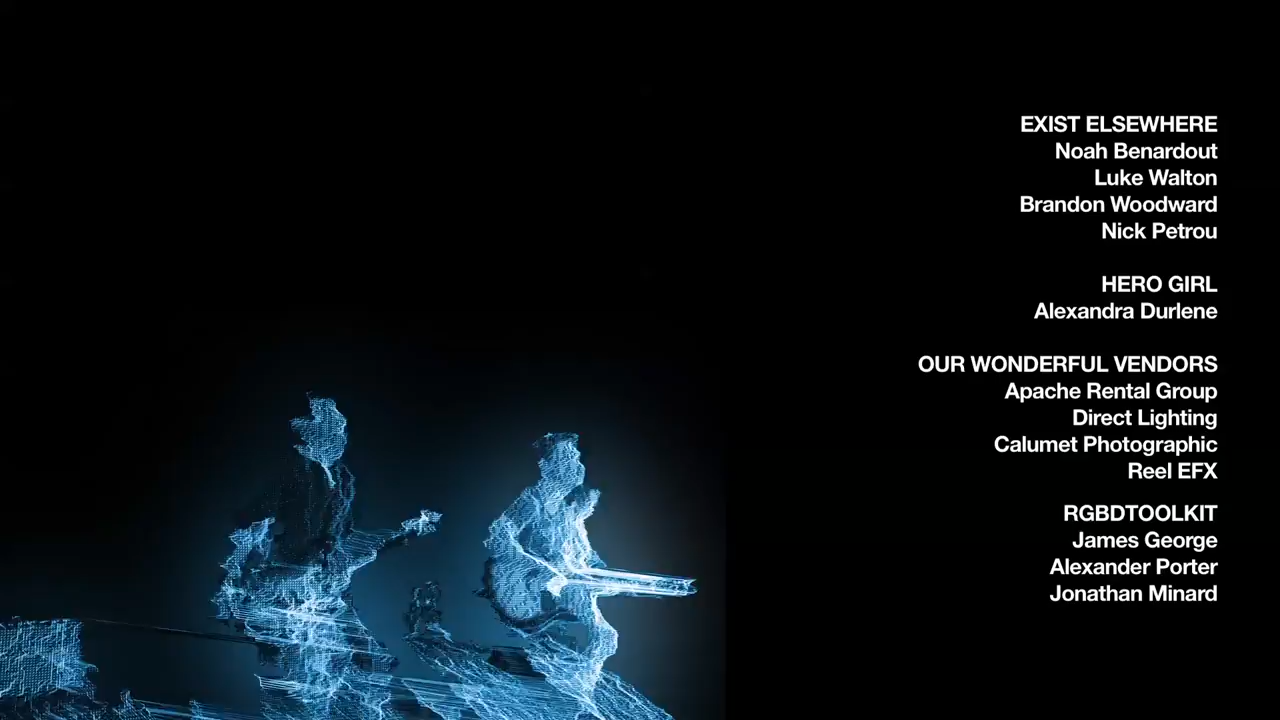 EXIST ELSEWHERE
Noah Benardout
Luke Walton
Brandon Woodward
Nick Petrou
HERO GIRL
Alexandra Durlene
OUR WONDERFUL VENDORS
Apache Rental Group
Direct Lighting
Calumet Photographic
Reel EFX
RGBDTOOLKIT
James George
Alexander Porter
Jonathan Minard